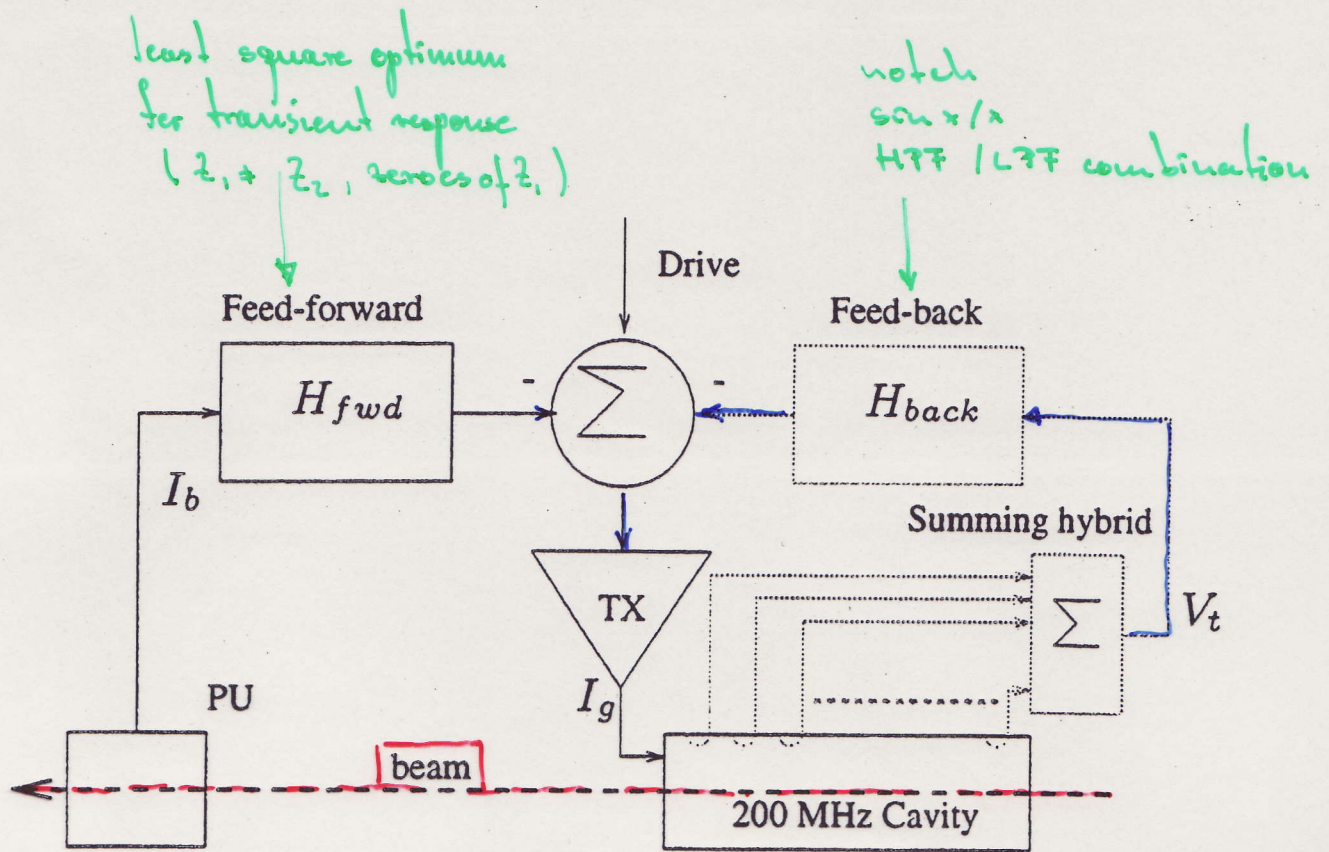 least square optimum
for transient response
(Z₁ * Z₂, zeroes of Z₁)
notch
sin x/x
HPF / LPF combination
Drive
Feed-forward
Feed-back
H_fwd
-
Σ
-
H_back
I_b
Summing hybrid
TX
Σ
V_t
PU
I_g
beam
200 MHz Cavity